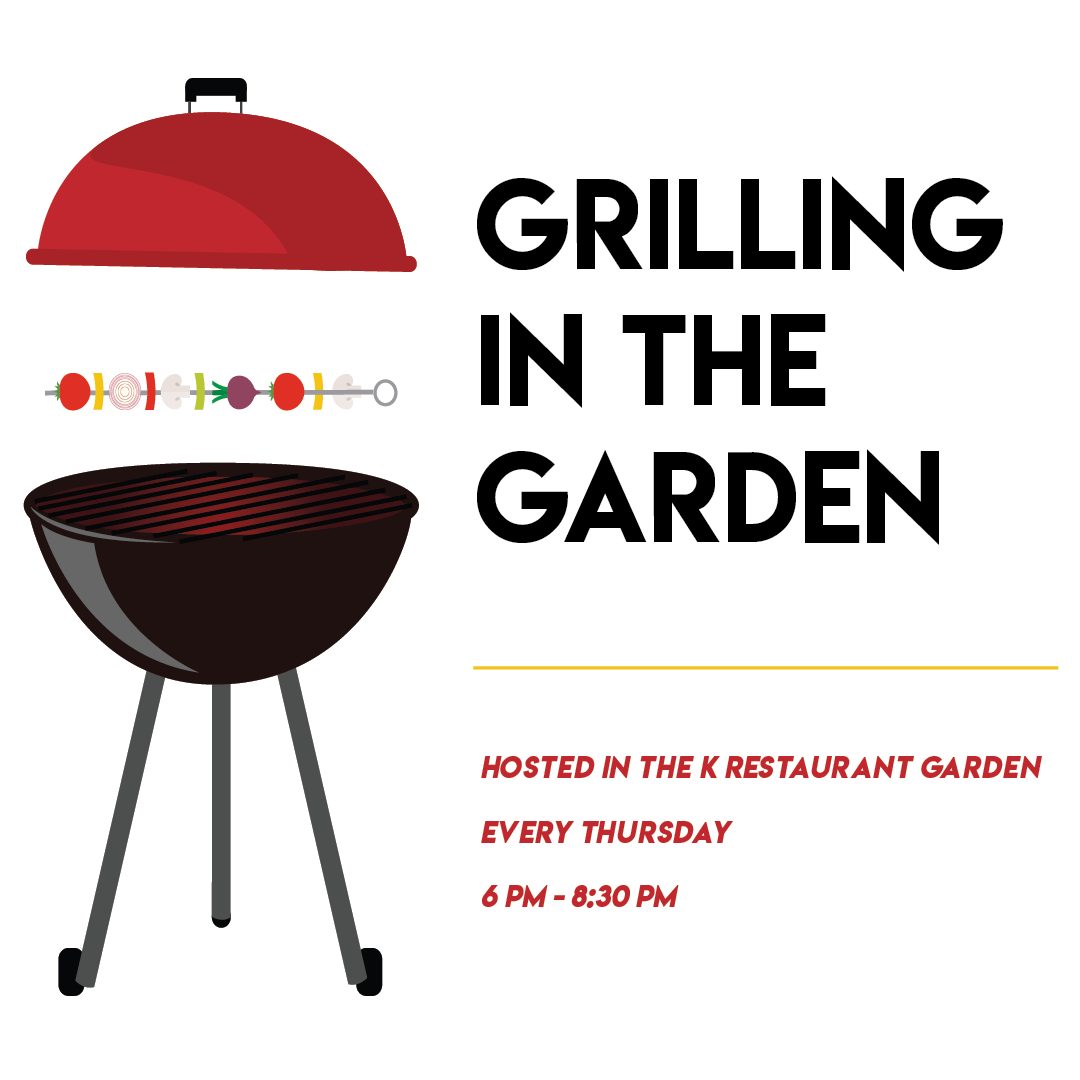 GRILLING
IN THE
GARDEN
HOSTED IN THE K RESTAURANT GARDEN
EVERY THURSDAY
6 PM - 8:30 PM